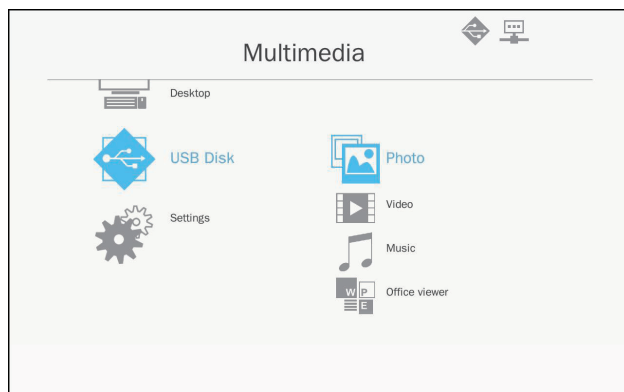 Multimedia
Desktop
USB Disk
Settings
Photo
Video
Music
W P
E
Office viewer